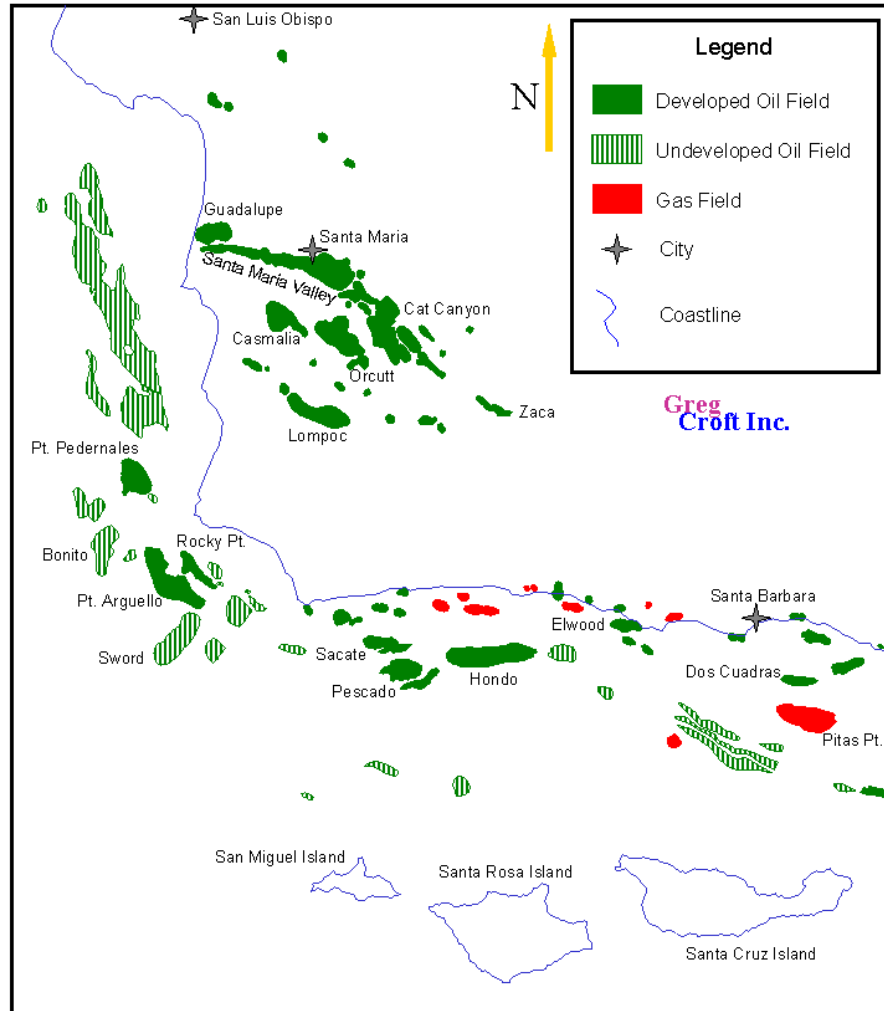 San Luis Obispo
Legend
N
Developed Oil Field
Undeveloped Oil Field
Gas Field
City
Coastline
Guadalupe
Santa Maria
Santa Maria Valley
Cat Canyon
Casmalia
Orcutt
Zaca
Lompoc
Greg
Croft Inc.
Pt. Pedernales
Bonito
Rocky Pt.
Pt. Arguello
Sword
Santa Barbara
Elwood
Sacate
Pescado
Hondo
Dos Cuadras
Pitas Pt.
San Miguel Island
Santa Rosa Island
Santa Cruz Island